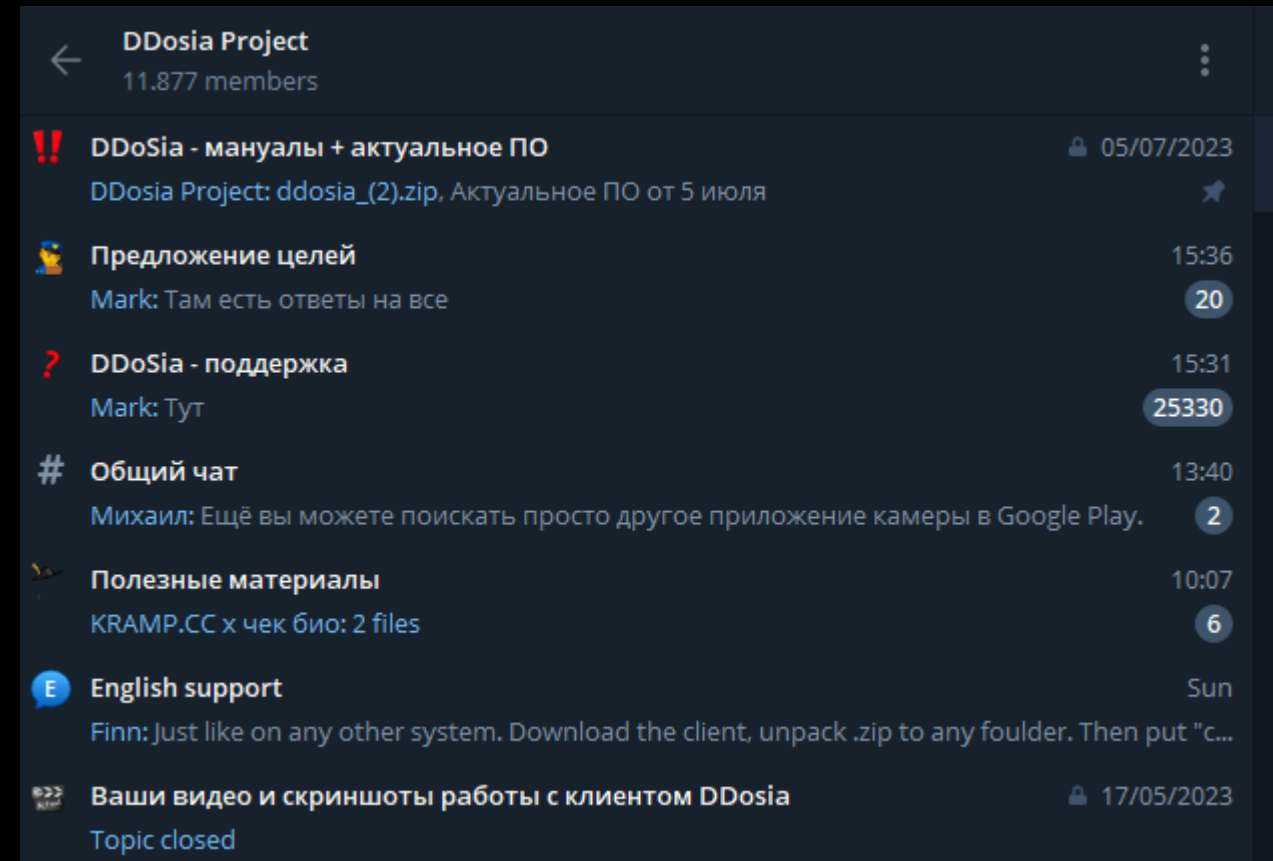 DDosia Project
11.877 members
DDoSia - мануалы + актуальное ПО 05/07/2023
DDosia Project: ddosia_(2).zip, Актуальное ПО от 5 июля
Предложение целей 15:36
Mark: Там есть ответы на все 20
DDoSia - поддержка 15:31
Mark: Тут 25330
# Общий чат 13:40
Михаил: Ещё вы можете поискать просто другое приложение камеры в Google Play. 2
Полезные материалы 10:07
KRAMP.CC x чек био: 2 files 6
E English support Sun
Finn: Just like on any other system. Download the client, unpack .zip to any foulder. Then put "c...
Ваши видео и скриншоты работы с клиентом DDosia 17/05/2023
Topic closed